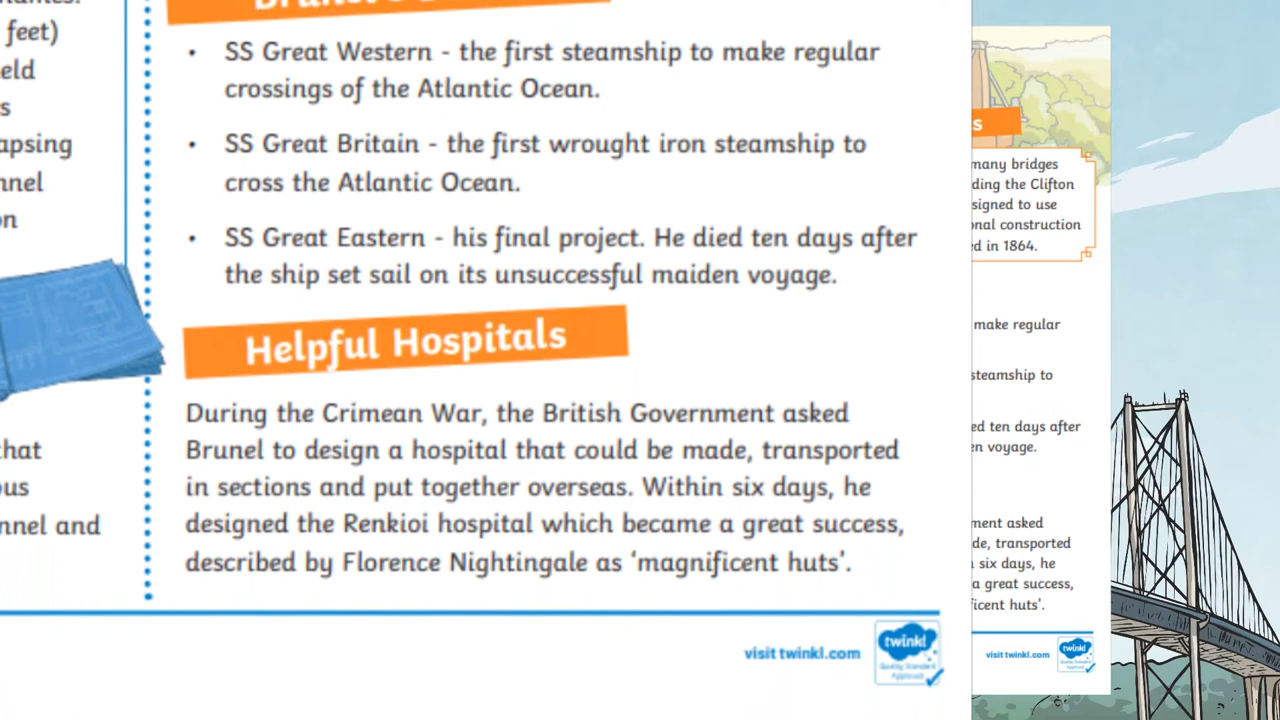 feet)
eld
s
apsing
nnel
on
that
ous
nnel and
SS Great Western - the first steamship to make regular
crossings of the Atlantic Ocean.
SS Great Britain - the first wrought iron steamship to
cross the Atlantic Ocean.
SS Great Eastern - his final project. He died ten days after
the ship set sail on its unsuccessful maiden voyage.
Helpful Hospitals
During the Crimean War, the British Government asked
Brunel to design a hospital that could be made, transported
in sections and put together overseas. Within six days, he
designed the Renkioi hospital which became a great success,
described by Florence Nightingale as ‘magnificent huts’.
visit twinkl.com
twinkl
Quality Standard
Approved
s
many bridges
ding the Clifton
signed to use
onal construction
ed in 1864.
make regular
steamship to
ed ten days after
en voyage.
ment asked
de, transported
six days, he
a great success,
ficent huts’.
visit twinkl.com
twinkl